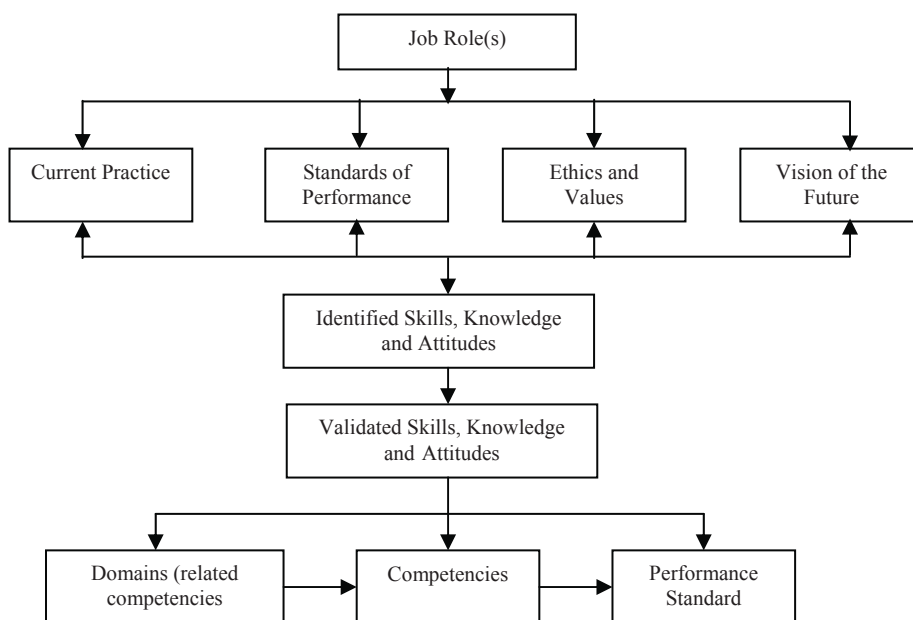 Job Role(s)
Current Practice
Standards of
Performance
Ethics and
Values
Vision of the
Future
Identified Skills, Knowledge
and Attitudes
Validated Skills, Knowledge
and Attitudes
Domains (related
competencies
Competencies
Performance
Standard